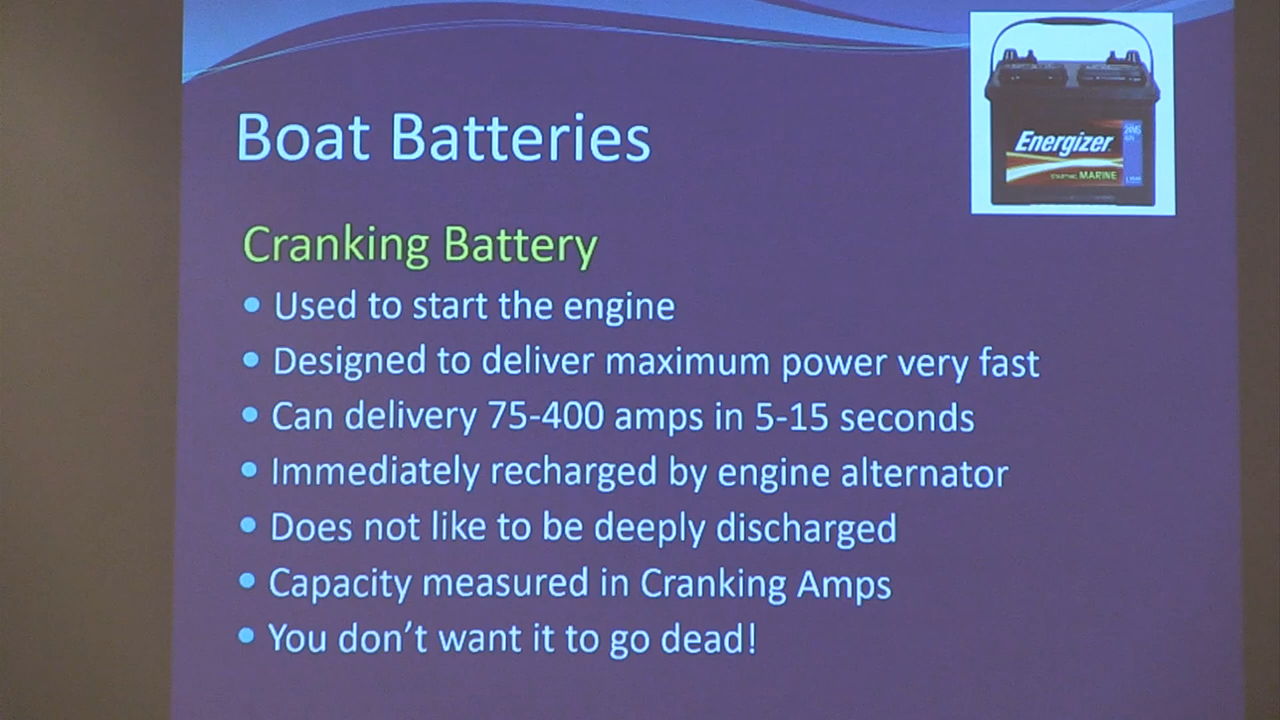 Boat Batteries
Energizer
STARTING MARINE
Cranking Battery
• Used to start the engine
• Designed to deliver maximum power very fast
• Can delivery 75-400 amps in 5-15 seconds
• Immediately recharged by engine alternator
• Does not like to be deeply discharged
• Capacity measured in Cranking Amps
• You don't want it to go dead!